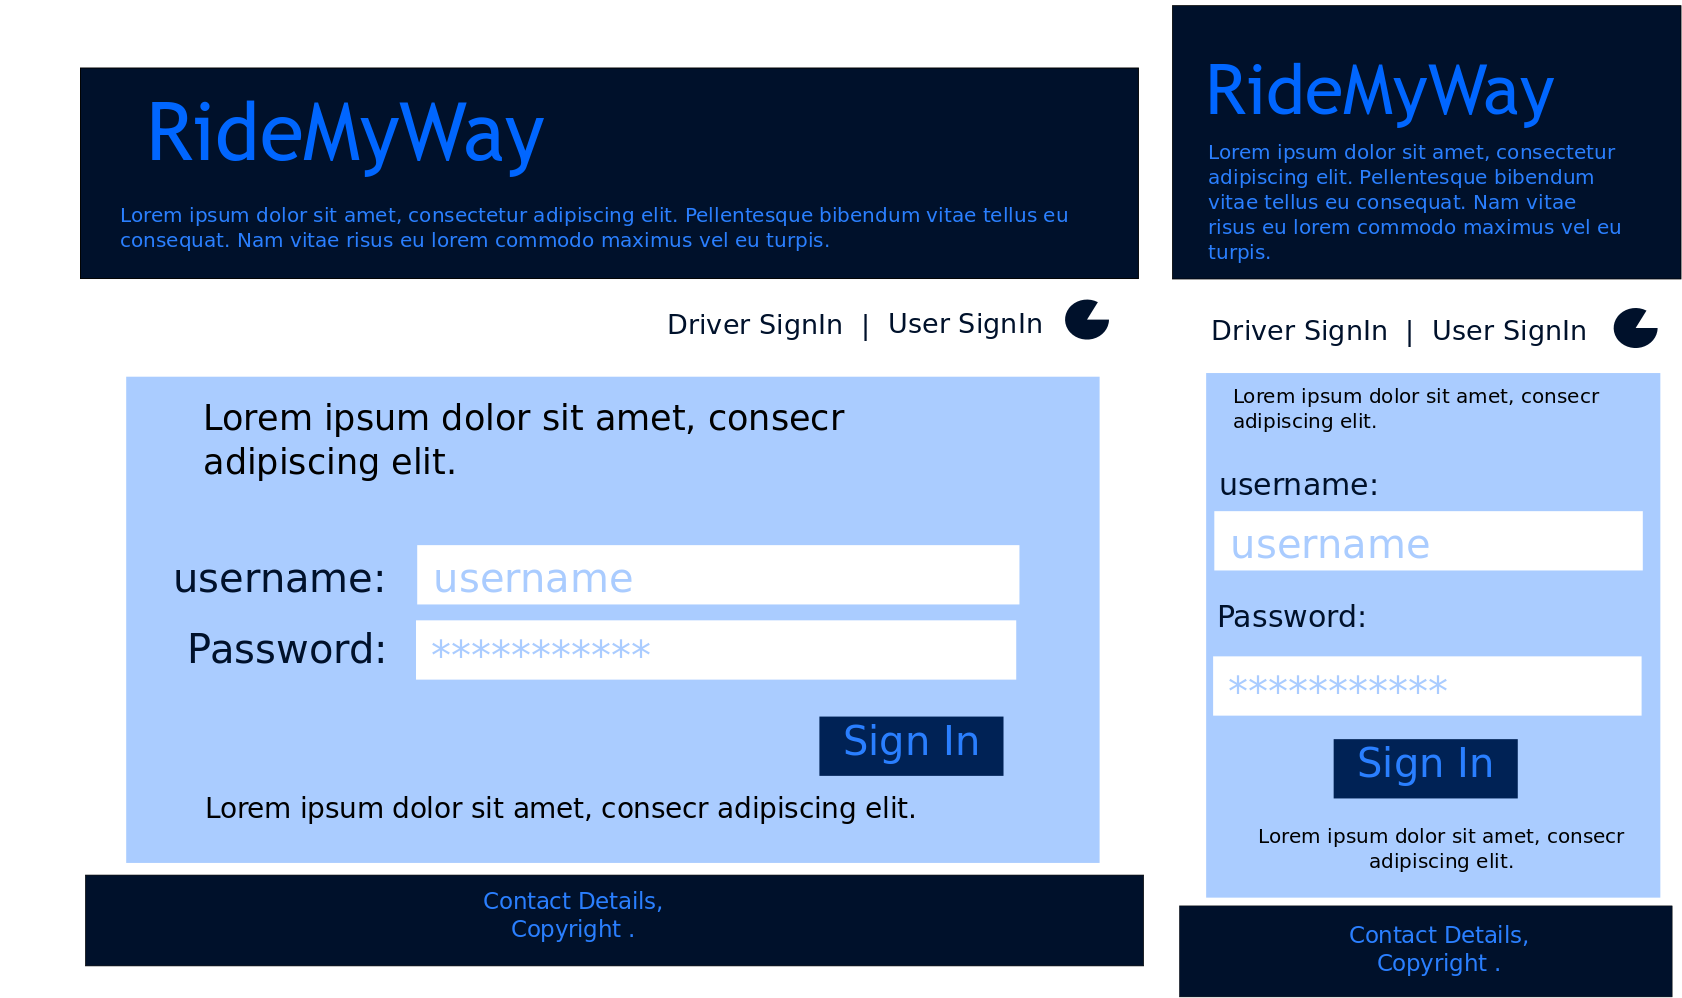 RideMyWay
Lorem ipsum dolor sit amet, consectetur adipiscing elit. Pellentesque bibendum vitae tellus eu
consequat. Nam vitae risus eu lorem commodo maximus vel eu turpis.
Driver SignIn | User SignIn
Lorem ipsum dolor sit amet, consecr
adipiscing elit.
username: username
Password: ***********
Sign In
Lorem ipsum dolor sit amet, consecr adipiscing elit.
Contact Details,
Copyright .
RideMyWay
Lorem ipsum dolor sit amet, consectetur
adipiscing elit. Pellentesque bibendum
vitae tellus eu consequat. Nam vitae
risus eu lorem commodo maximus vel eu
turpis.
Driver SignIn | User SignIn
Lorem ipsum dolor sit amet, consecr
adipiscing elit.
username:
username
Password:
***********
Sign In
Lorem ipsum dolor sit amet, consecr
adipiscing elit.
Contact Details,
Copyright .